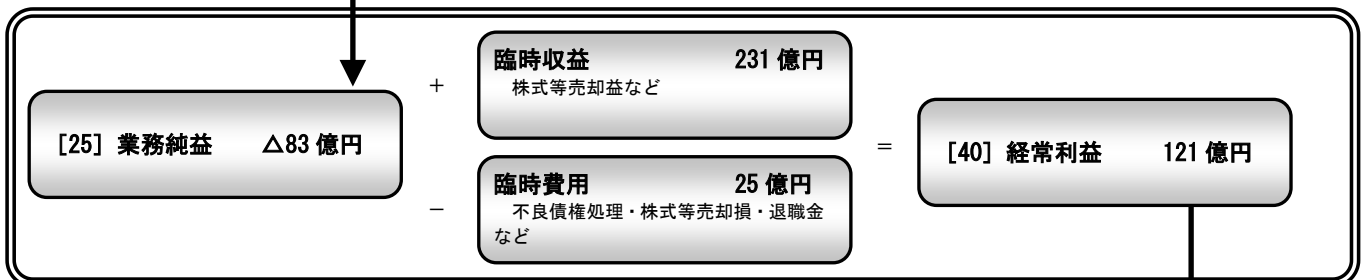 臨時収益 231 億円
株式等売却益など
+
[25] 業務純益 △83 億円
=
[40] 経常利益 121 億円
臨時費用 25 億円
－
不良債権処理・株式等売却損・退職金
など